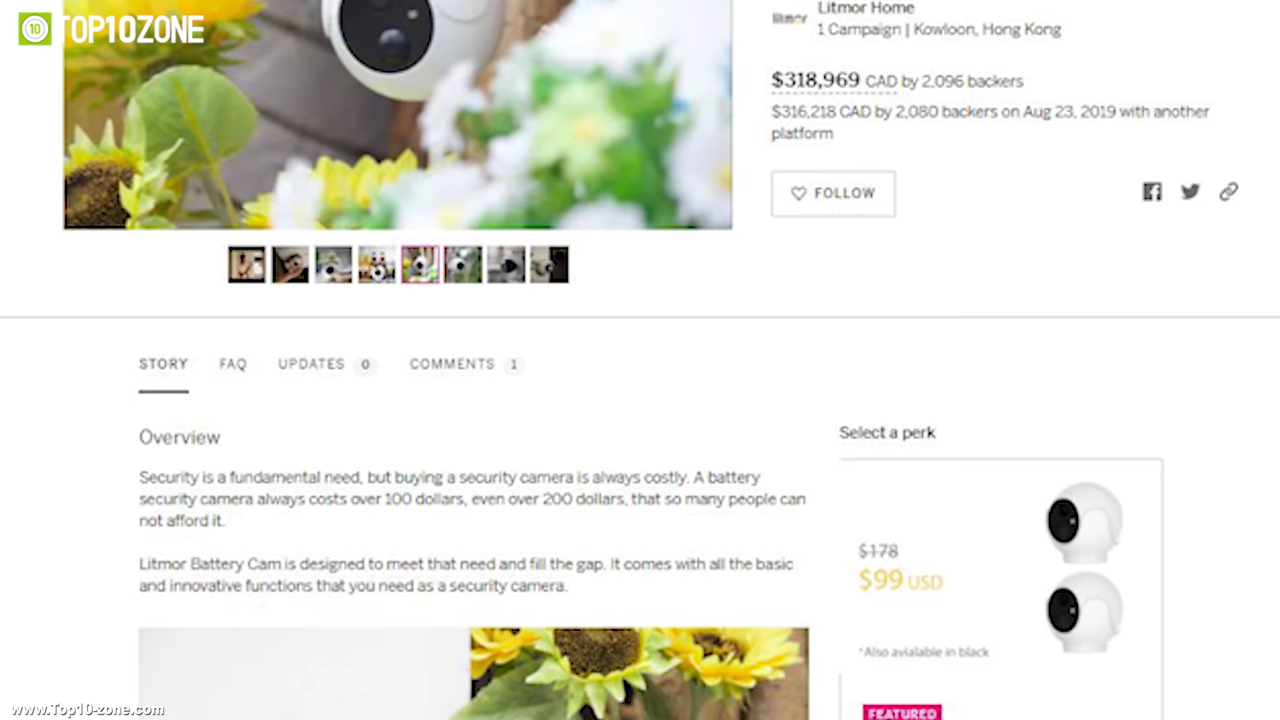 10 TOP10ZONE
Litmor Litmor Home
1 Campaign | Kowloon, Hong Kong
$318,969 CAD by 2,096 backers
$316,218 CAD by 2,080 backers on Aug 23, 2019 with another
platform
FOLLOW
STORY FAQ UPDATES 0 COMMENTS 1
Overview
Security is a fundamental need, but buying a security camera is always costly. A battery
security camera always costs over 100 dollars, even over 200 dollars, that so many people can
not afford it.
Litmor Battery Cam is designed to meet that need and fill the gap. It comes with all the basic
and innovative functions that you need as a security camera.
Select a perk
$178
$99 USD
*Also avialable in black
FEATURED
www.Top10-zone.com